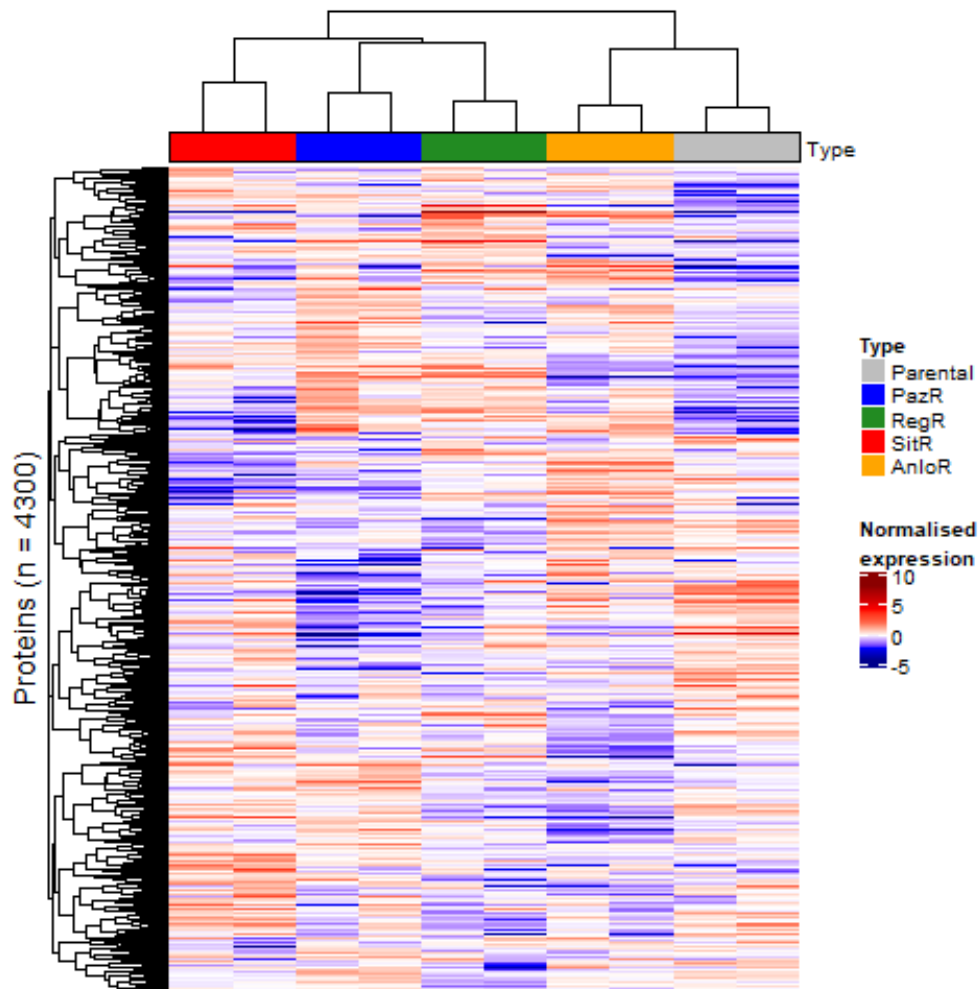 Type
Proteins (n = 4300)
Type
Parental
PazR
RegR
SitR
AnloR
Normalised
expression
10
5
0
-5